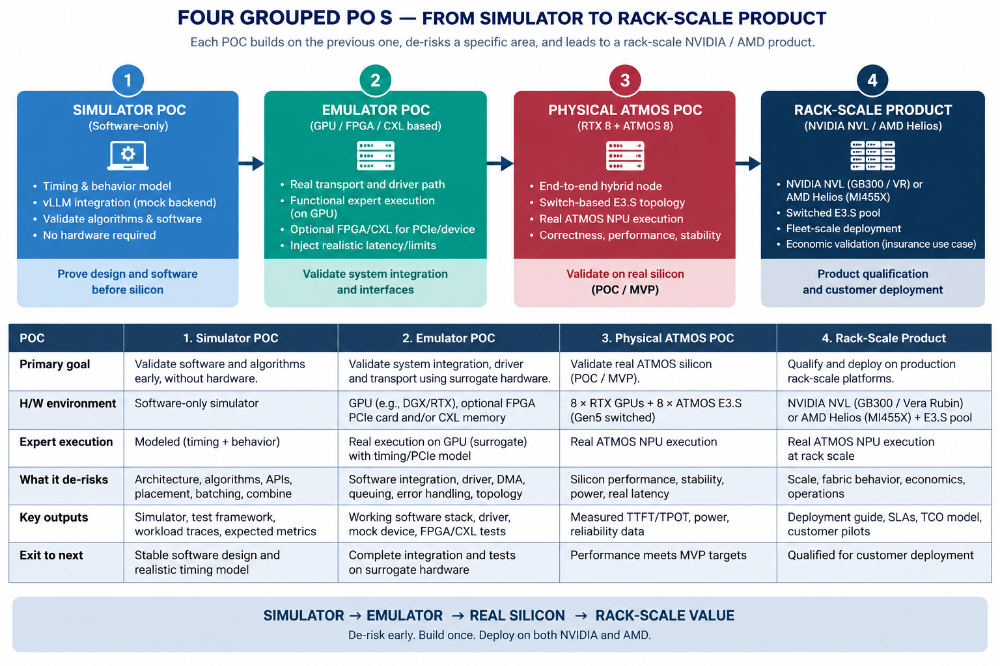 FOUR GROUPED PO S — FROM SIMULATOR TO RACK-SCALE PRODUCT
Each POC builds on the previous one, de-risks a specific area, and leads to a rack-scale NVIDIA / AMD product.
1
SIMULATOR POC
(Software-only)
• Timing & behavior model
• vLLM integration (mock backend)
• Validate algorithms & software
• No hardware required
Prove design and software
before silicon
2
EMULATOR POC
(GPU / FPGA / CXL based)
• Real transport and driver path
• Functional expert execution
(on GPU)
• Optional FPGA/CXL for PCIe/device
• Inject realistic latency/limits
Validate system integration
and interfaces
3
PHYSICAL ATMOS POC
(RTX 8 + ATMOS 8)
• End-to-end hybrid node
• Switch-based E3.S topology
• Real ATMOS NPU execution
• Correctness, performance, stability
Validate on real silicon
(POC / MVP)
4
RACK-SCALE PRODUCT
(NVIDIA NVL / AMD Helios)
• NVIDIA NVL (GB300 / VR) or
AMD Helios (MI455X)
• Switched E3.S pool
• Fleet-scale deployment
• Economic validation (insurance use case)
Product qualification
and customer deployment
POC
1. Simulator POC
2. Emulator POC
3. Physical ATMOS POC
4. Rack-Scale Product
Primary goal
Validate software and algorithms
early, without hardware.
Validate system integration, driver
and transport using surrogate hardware.
Validate real ATMOS silicon
(POC / MVP).
Qualify and deploy on production
rack-scale platforms.
H/W environment
Software-only simulator
GPU (e.g., DGX/RTX), optional FPGA
PCIe card and/or CXL memory
8 × RTX GPUs + 8 × ATMOS E3.S
(Gen5 switched)
NVIDIA NVL (GB300 / Vera Rubin)
or AMD Helios (MI455X) + E3.S pool
Expert execution
Modeled (timing + behavior)
Real execution on GPU (surrogate)
with timing/PCIe model
Real ATMOS NPU execution
Real ATMOS NPU execution
at rack scale
What it de-risks
Architecture, algorithms, APIs,
placement, batching, combine
Software integration, driver, DMA,
queuing, error handling, topology
Silicon performance, stability,
power, real latency
Scale, fabric behavior, economics,
operations
Key outputs
Simulator, test framework,
workload traces, expected metrics
Working software stack, driver,
mock device, FPGA/CXL tests
Measured TTFT/TPOT, power,
reliability data
Deployment guide, SLAs, TCO model,
customer pilots
Exit to next
Stable software design and
realistic timing model
Complete integration and tests
on surrogate hardware
Performance meets MVP targets
Qualified for customer deployment
SIMULATOR → EMULATOR → REAL SILICON → RACK-SCALE VALUE
De-risk early. Build once. Deploy on both NVIDIA and AMD.